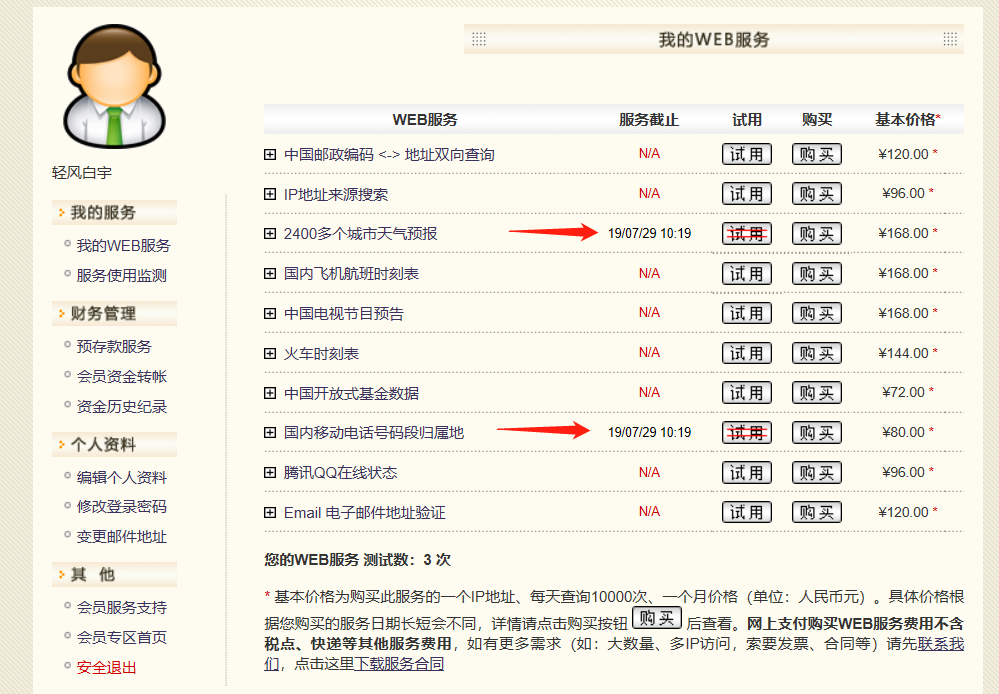 我的WEB服务
轻风白宇
我的服务
我的WEB服务
服务使用监测
财务管理
预存款服务
会员资金转帐
资金历史纪录
个人资料
编辑个人资料
修改登录密码
变更邮件地址
其 他
会员服务支持
会员专区首页
安全退出
WEB服务 服务截止 试用 购买 基本价格*
中国邮政编码 <-> 地址双向查询 N/A 试用 购买 ¥120.00 *
IP地址来源搜索 N/A 试用 购买 ¥96.00 *
2400多个城市天气预报 19/07/29 10:19 试用 购买 ¥168.00 *
国内飞机航班时刻表 N/A 试用 购买 ¥168.00 *
中国电视节目预告 N/A 试用 购买 ¥168.00 *
火车时刻表 N/A 试用 购买 ¥144.00 *
中国开放式基金数据 N/A 试用 购买 ¥72.00 *
国内移动电话号码段归属地 19/07/29 10:19 试用 购买 ¥80.00 *
腾讯QQ在线状态 N/A 试用 购买 ¥96.00 *
Email 电子邮件地址验证 N/A 试用 购买 ¥120.00 *
您的WEB服务 测试数：3 次
* 基本价格为购买此服务的一个IP地址、每天查询10000次、一个月价格（单位：人民币元）。具体价格根
据您购买的服务日期长短会不同，详情请点击购买按钮 购买 后查看。网上支付购买WEB服务费用不含
税点、快递等其他服务费用，如有更多需求（如：大数量、多IP访问，索要发票、合同等）请先联系我
们，点击这里下载服务合同